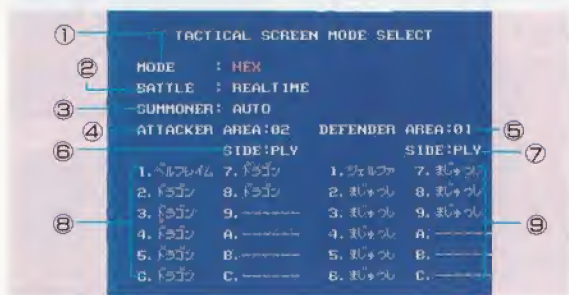 ① TACTICAL SCREEN MODE SELECT
② MODE : HEX
BATTLE : REALTIME
③ SUMMONER: AUTO
④ ATTACKER AREA:02 DEFENDER AREA:01 ⑤
⑥ SIDE:PLY SIDE:PLY ⑦
1.ベルフレイム 7.ドラゴン 1.ジェルファ 7.まじゅつし
2.ドラゴン 8.ドラゴン 2.まじゅつし 8.まじゅつし
⑧ 3.ドラゴン 9.------- 3.まじゅつし 9.まじゅつし ⑨
4.ドラゴン A.------- 4.まじゅつし A.-------
5.ドラゴン B.------- 5.まじゅつし B.-------
6.ドラゴン C.------- 6.まじゅつし C.-------